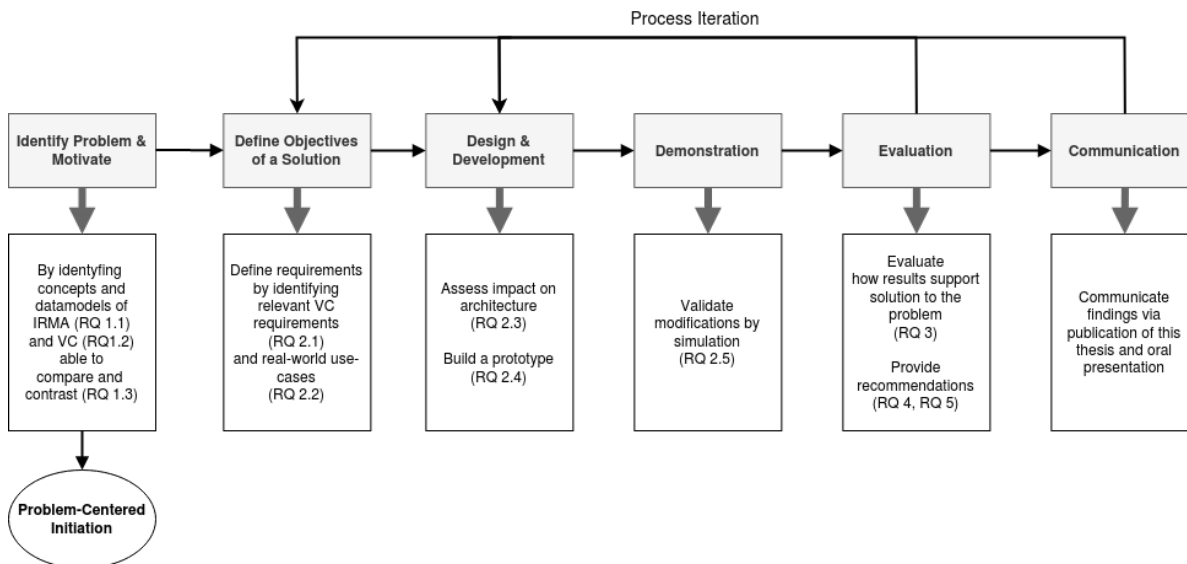 Process Iteration
Identify Problem &
Motivate
Define Objectives
of a Solution
Design &
Development
Demonstration
Evaluation
Communication
By identyfing
concepts and
datamodels of
IRMA (RQ 1.1)
and VC (RQ1.2)
able to
compare and
contrast (RQ 1.3)
Define requirements
by identifying
relevant VC
requirements
(RQ 2.1)
and real-world use-
cases
(RQ 2.2)
Assess impact on
architecture
(RQ 2.3)
Build a prototype
(RQ 2.4)
Validate
modifications by
simulation
(RQ 2.5)
Evaluate
how results support
solution to the
problem
(RQ 3)
Provide
recommendations
(RQ 4, RQ 5)
Communicate
findings via
publication of this
thesis and oral
presentation
Problem-Centered
Initiation